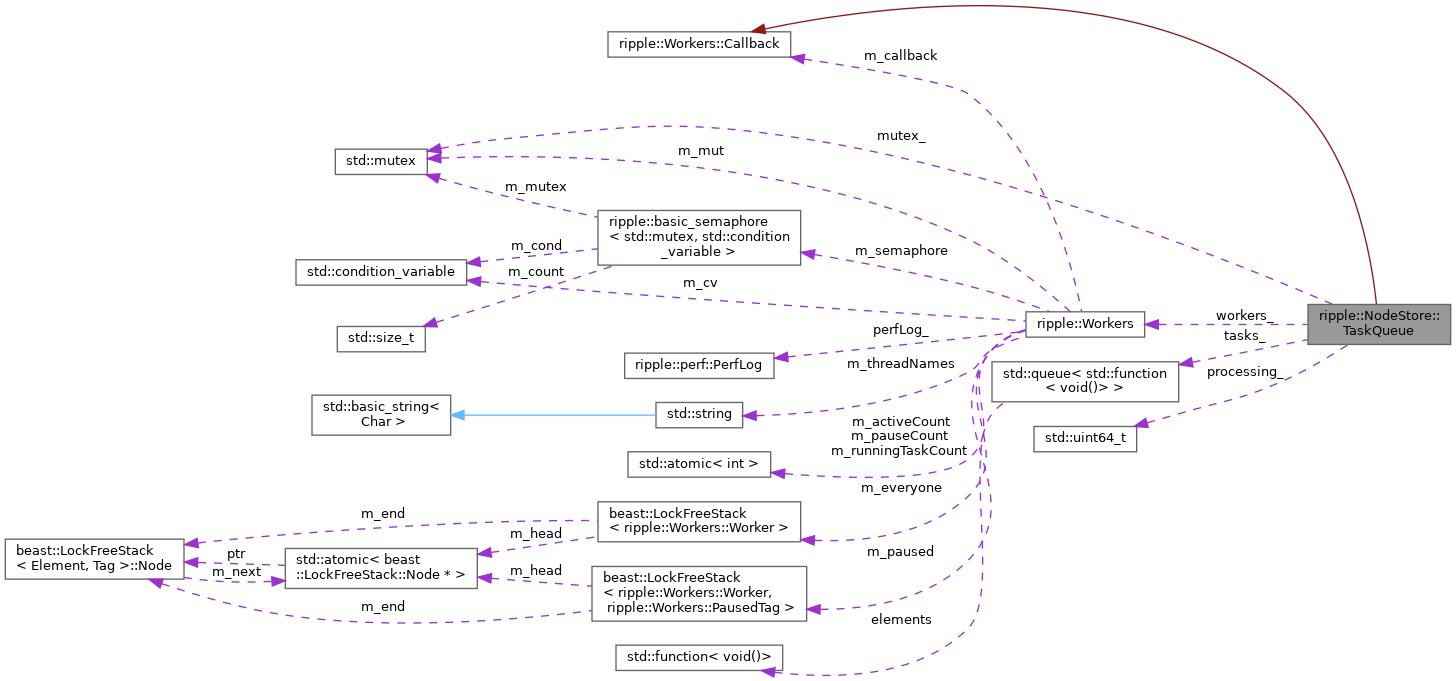 ripple::Workers::Callback
m_callback
mutex_
m_mut
std::mutex
m_mutex
ripple::basic_semaphore
< std::mutex, std::condition
_variable >
m_semaphore
m_cond
std::condition_variable
m_count
m_cv
ripple::NodeStore::
TaskQueue
workers_
ripple::Workers
perfLog_
std::size_t
tasks_
ripple::perf::PerfLog
m_threadNames
std::queue< std::function
< void()> >
processing_
std::basic_string<
Char >
std::string
m_activeCount
m_pauseCount
m_runningTaskCount
std::uint64_t
std::atomic< int >
m_everyone
beast::LockFreeStack
< ripple::Workers::Worker >
m_end
m_head
beast::LockFreeStack
< Element, Tag >::Node
ptr
m_next
std::atomic< beast
::LockFreeStack::Node * >
m_head
m_paused
beast::LockFreeStack
< ripple::Workers::Worker,
ripple::Workers::PausedTag >
m_end
elements
std::function< void()>